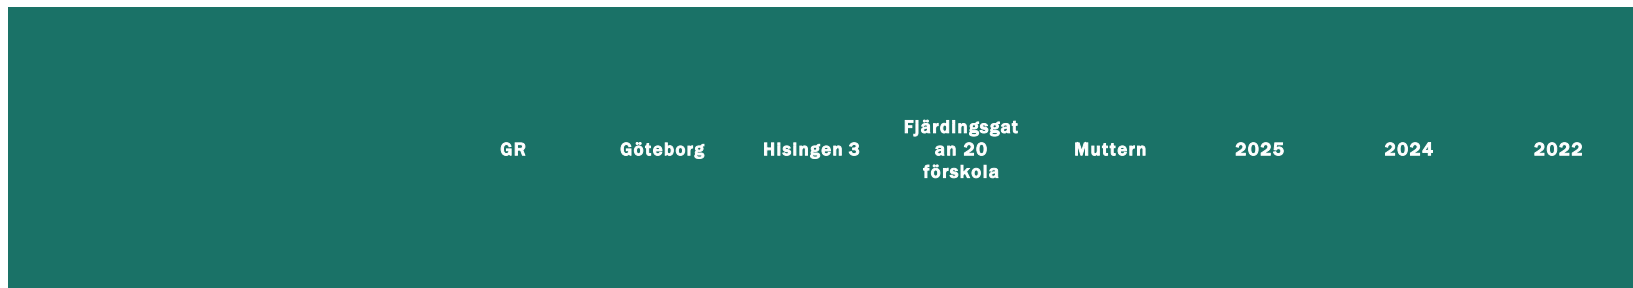 GR Göteborg Hisingen 3 Fjärdingsgat
an 20
förskola Muttern 2025 2024 2022